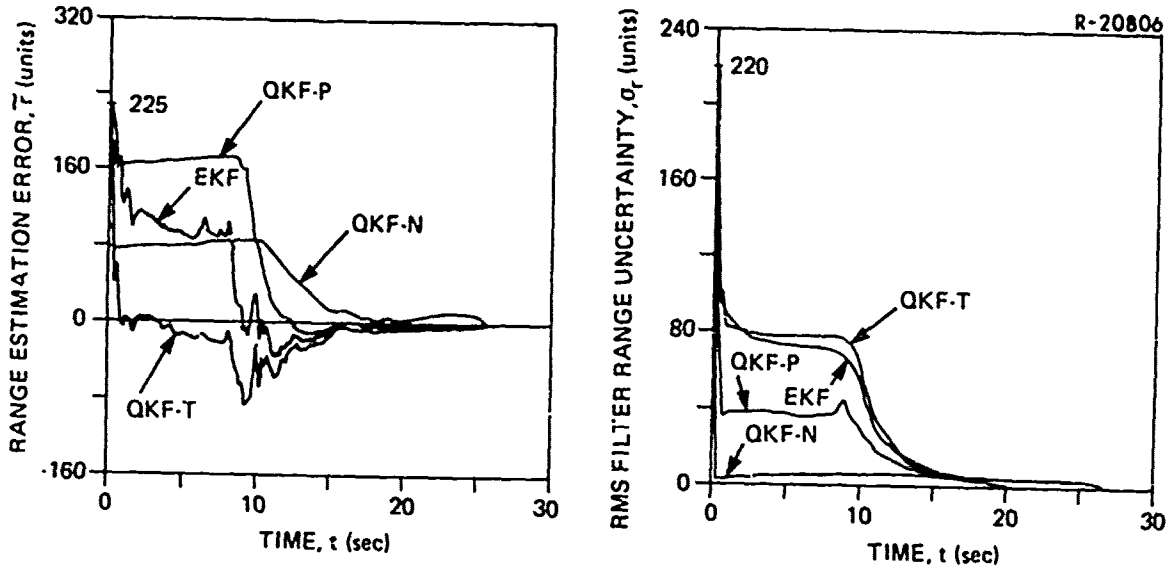 R-20806
320
160
0
-160
225
QKF-P
EKF
QKF-N
QKF-T
0
10
20
30
RANGE ESTIMATION ERROR, r̃ (units)
TIME, t (sec)
240
160
80
0
220
QKF-T
QKF-P
EKF
QKF-N
0
10
20
30
RMS FILTER RANGE UNCERTAINTY, σr (units)
TIME, t (sec)